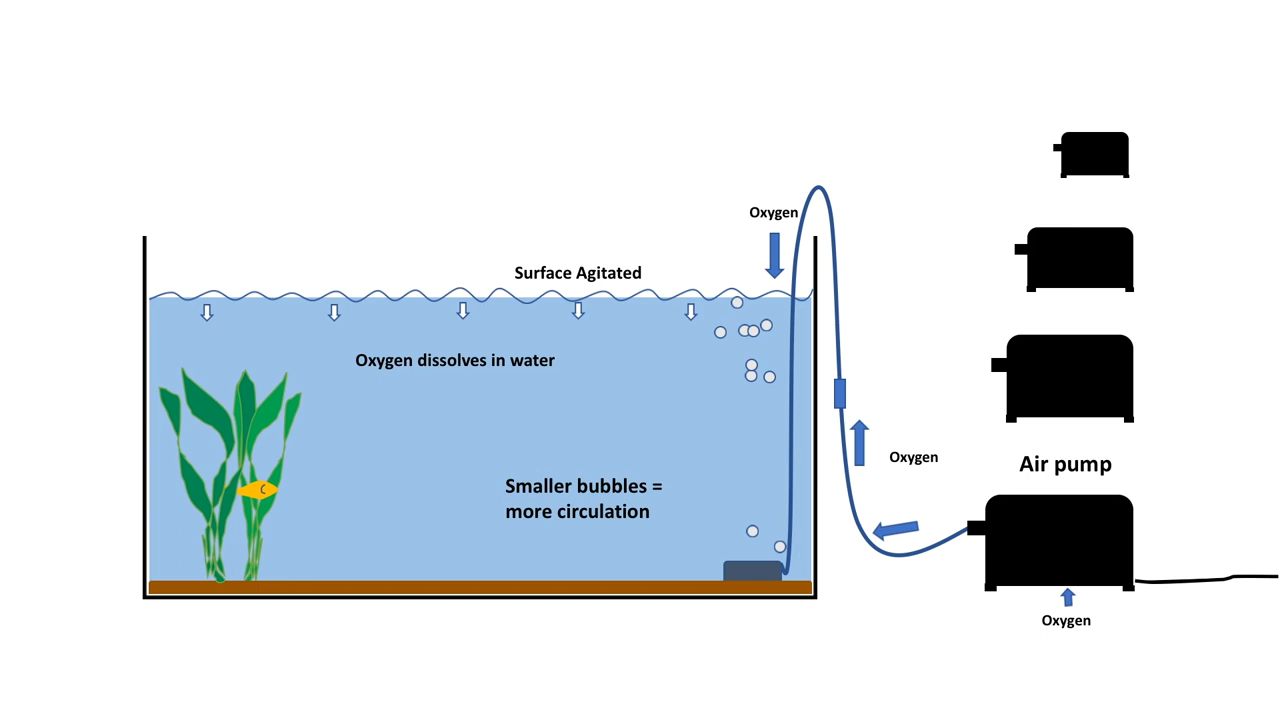 Oxygen
Surface Agitated
Oxygen dissolves in water
Oxygen
Air pump
Smaller bubbles =
more circulation
Oxygen